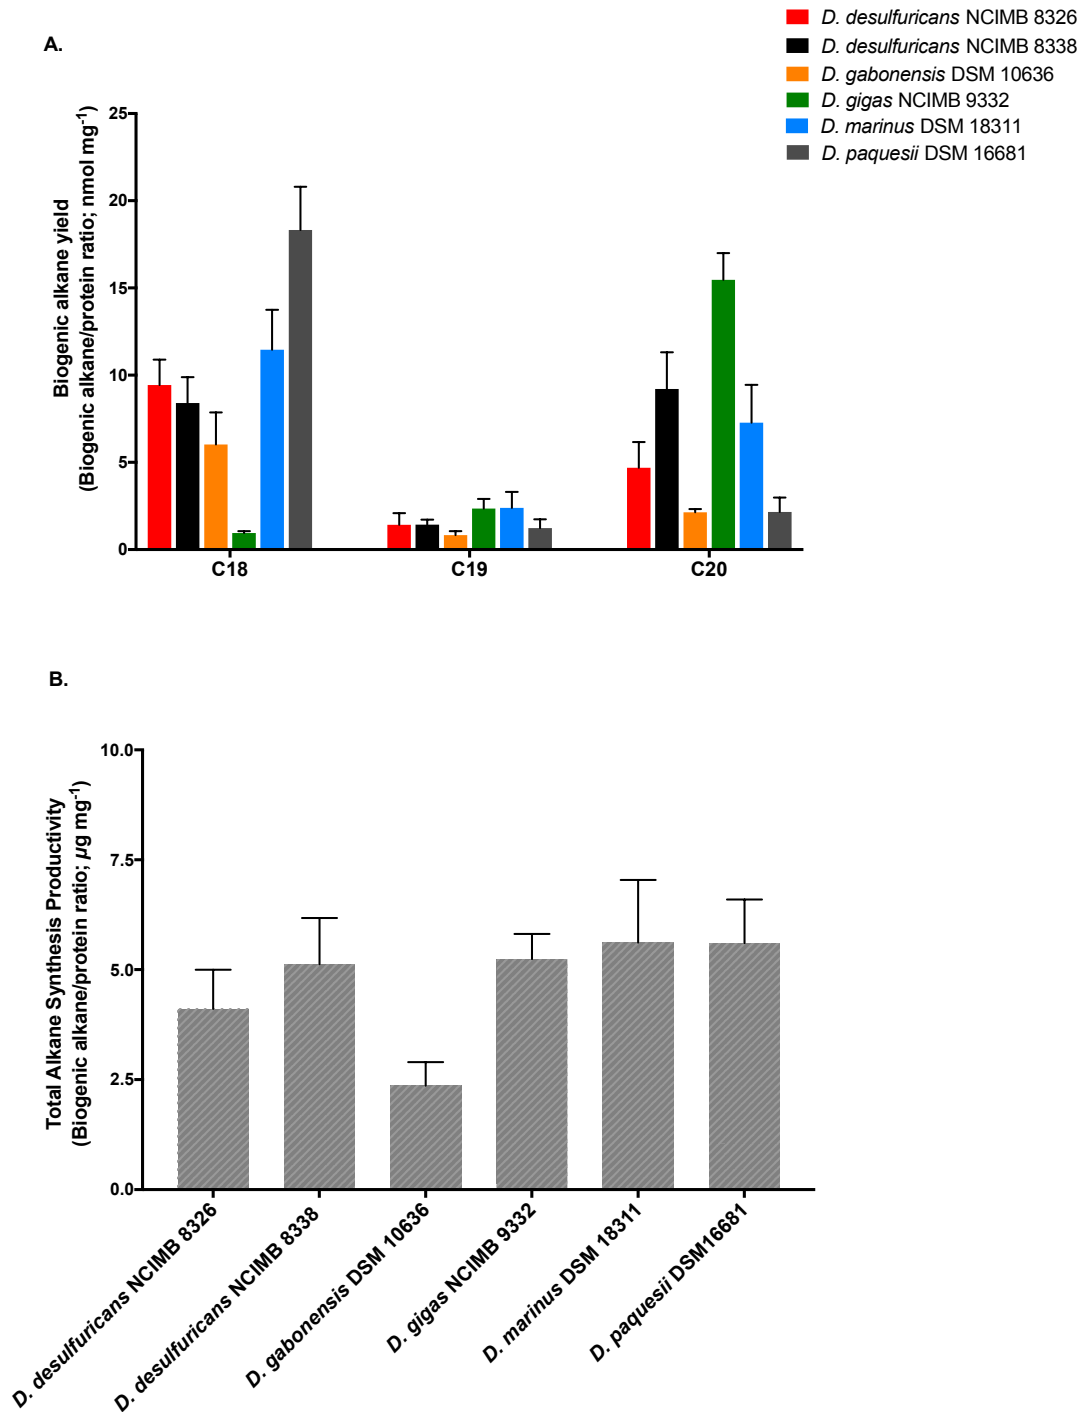 D. desulfuricans NCIMB 8326
D. desulfuricans NCIMB 8338
D. gabonensis DSM 10636
D. gigas NCIMB 9332
D. marinus DSM 18311
D. paquesii DSM 16681
A.
Biogenic alkane yield
(Biogenic alkane/protein ratio; nmol mg-1)
25
20
15
10
5
0
C18
C19
C20
B.
Total Alkane Synthesis Productivity
(Biogenic alkane/protein ratio; µg mg-1)
10.0
7.5
5.0
2.5
0.0
D. desulfuricans NCIMB 8326
D. desulfuricans NCIMB 8338
D. gabonensis DSM 10636
D. gigas NCIMB 9332
D. marinus DSM 18311
D. paquesii DSM16681